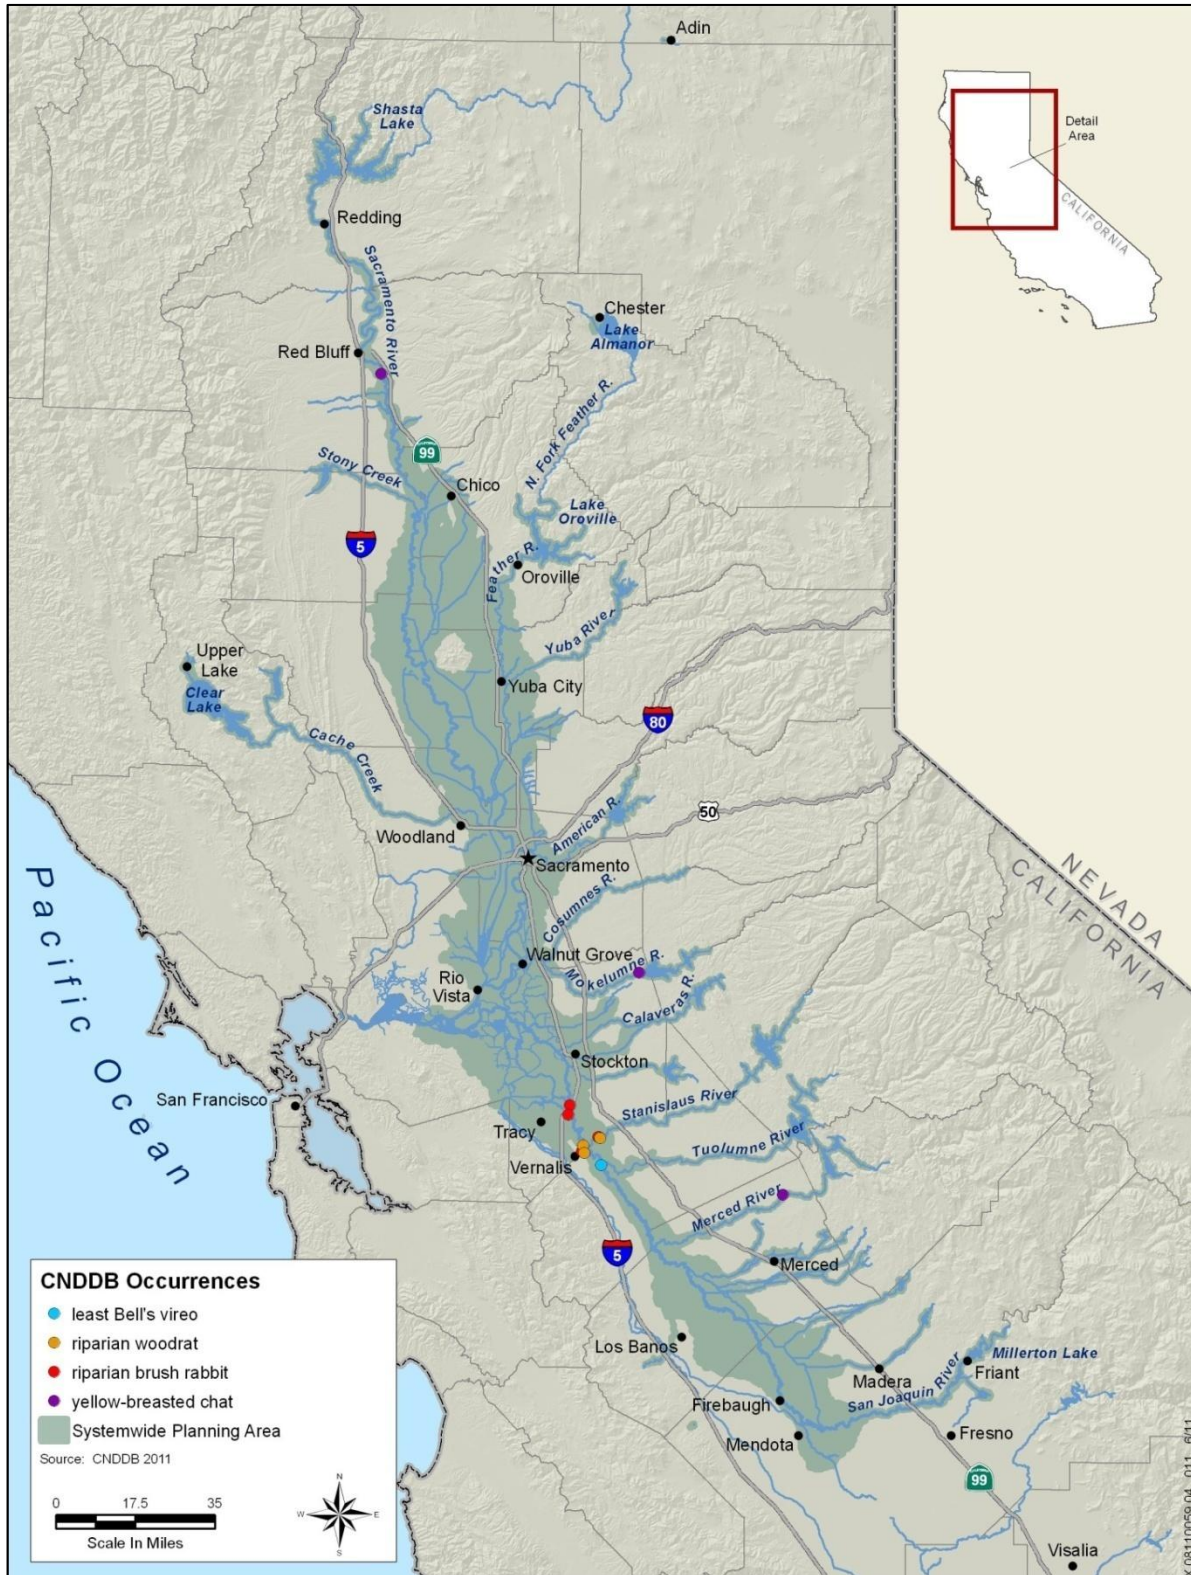 Adin
Shasta
Lake
Detail
Area
CALIFORNIA
Redding
Sacramento River
Chester
Lake
Almanor
Red Bluff
N. Fork Feather R.
99
Stony Creek
Chico
Lake
Oroville
5
Feather R.
Oroville
Yuba River
Upper
Lake
Clear
Lake
Yuba City
80
Cache Creek
American R.
50
Woodland
Sacramento
NEVADA
CALIFORNIA
Cosumnes R.
Pacific Ocean
Walnut Grove
Mokelumne R.
Rio
Vista
Calaveras R.
Stockton
San Francisco
Stanislaus River
Tracy
Tuolumne River
Vernalis
Merced River
5
Merced
Los Banos
Millerton Lake
Friant
Madera
San Joaquin River
Firebaugh
Mendota
Fresno
99
Visalia
CNDDB Occurrences
least Bell's vireo
riparian woodrat
riparian brush rabbit
yellow-breasted chat
Systemwide Planning Area
Source: CNDDB 2011
0 17.5 35
Scale In Miles
N
W E
S
X 08110059.04 011 6/11